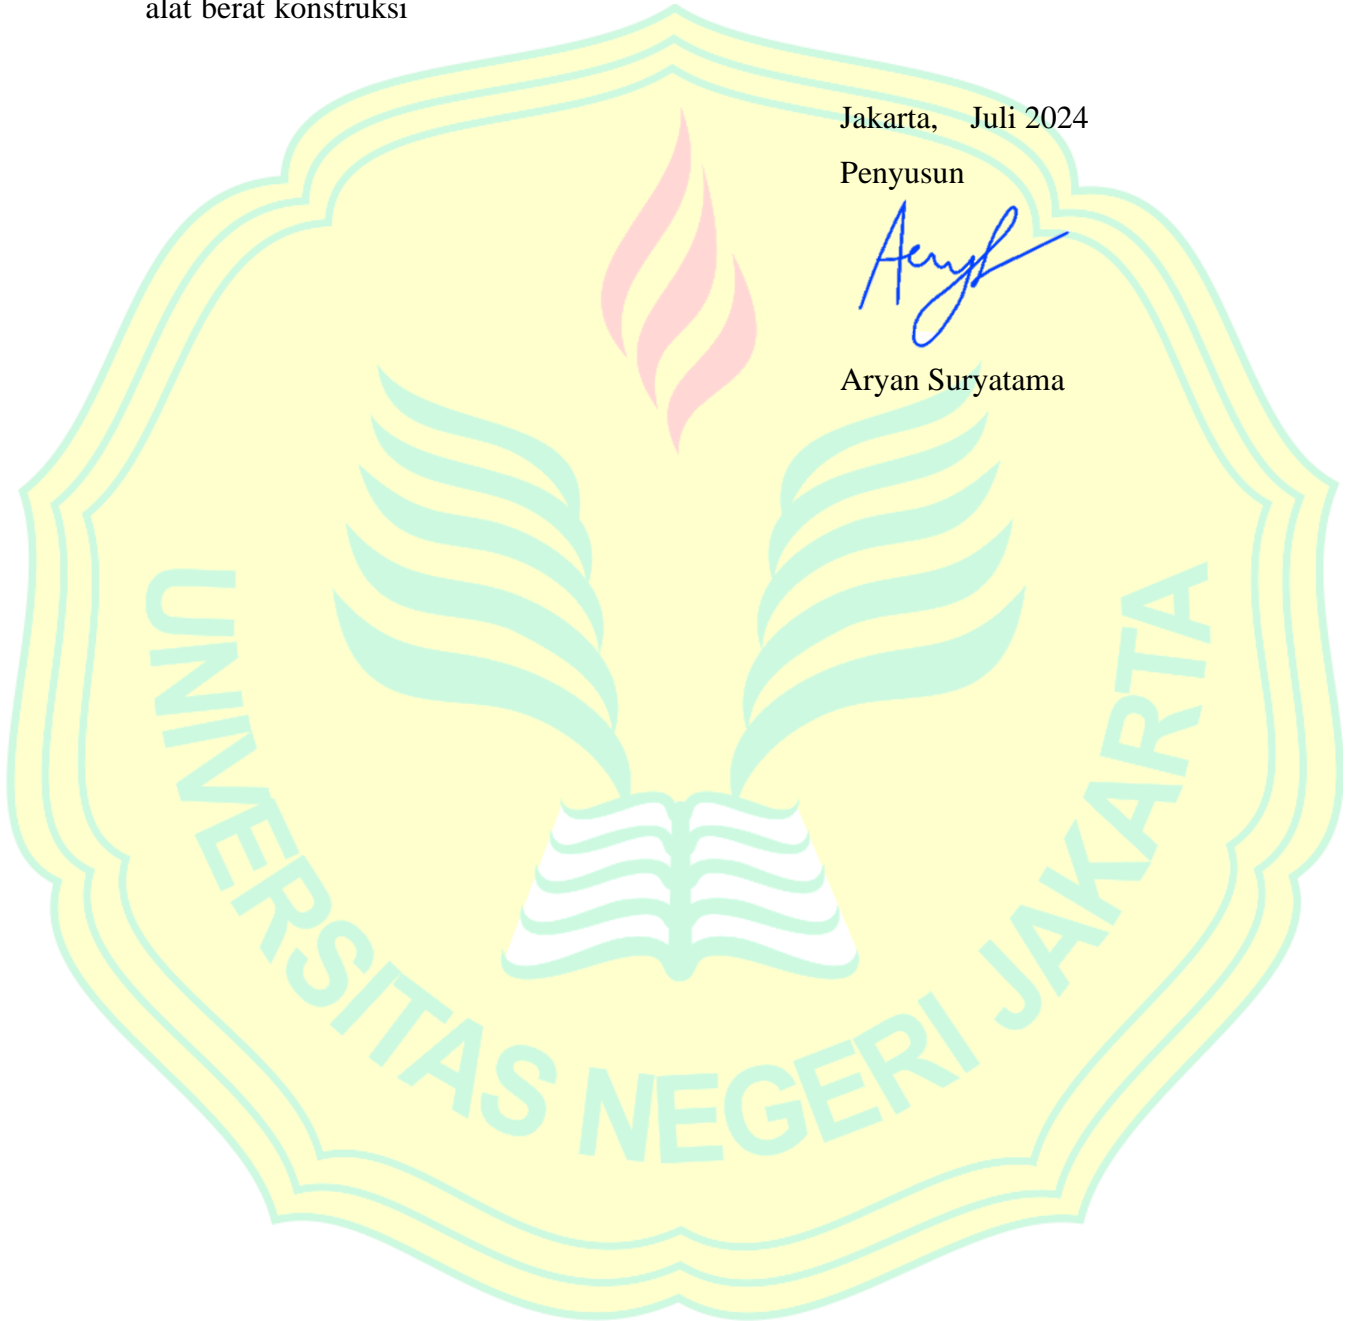 alat berat konstruksi
Jakarta, Juli 2024
Penyusun
Aryan Suryatama
UNIVERSITAS NEGERI JAKARTA